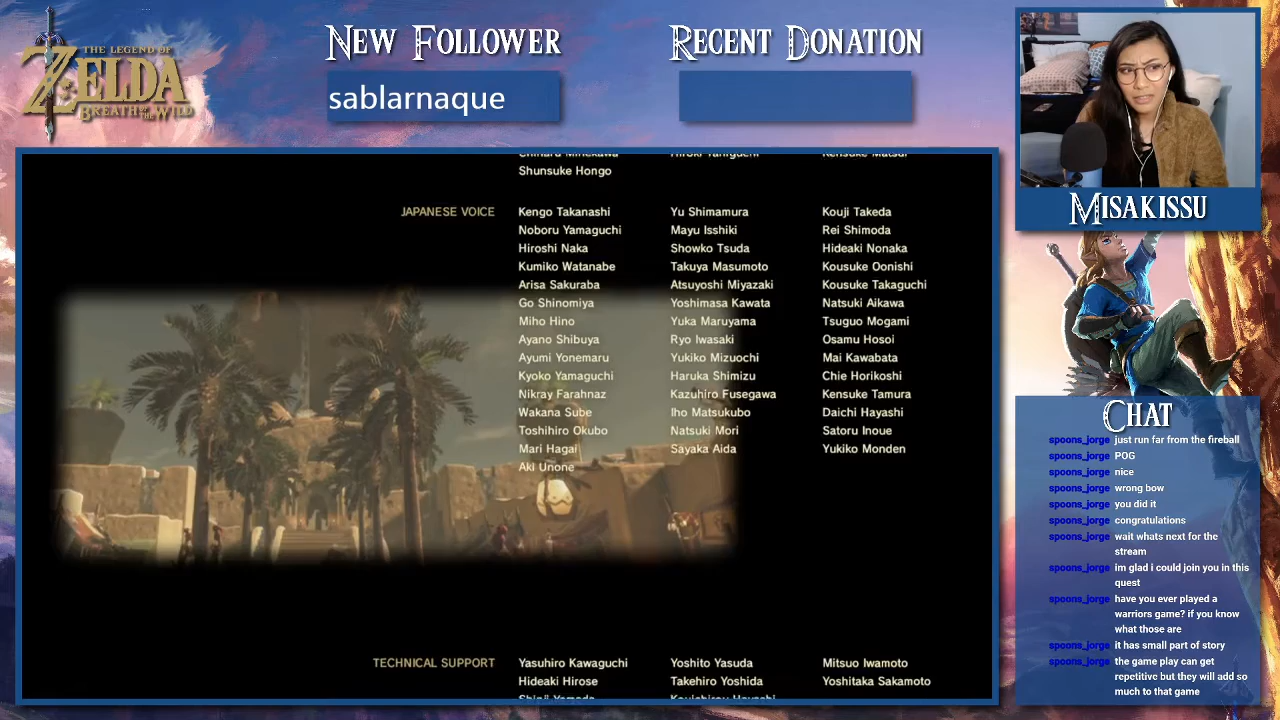 THE LEGEND OF
ZELDA
BREATH OF THE WILD
NEW FOLLOWER
sablarnaque
RECENT DONATION
MISAKISSU
Shunsuke Hongo
JAPANESE VOICE
Kengo Takanashi Yu Shimamura Kouji Takeda
Noboru Yamaguchi Mayu Isshiki Rei Shimoda
Hiroshi Naka Showko Tsuda Hideaki Nonaka
Kumiko Watanabe Takuya Masumoto Kousuke Oonishi
Arisa Sakuraba Atsuyoshi Miyazaki Kousuke Takaguchi
Go Shinomiya Yoshimasa Kawata Natsuki Aikawa
Miho Hino Yuka Maruyama Tsuguo Mogami
Ayano Shibuya Ryo Iwasaki Osamu Hosoi
Ayumi Yonemaru Yukiko Mizuochi Mai Kawabata
Kyoko Yamaguchi Haruka Shimizu Chie Horikoshi
Nikray Farahnaz Kazuhiro Fusegawa Kensuke Tamura
Wakana Sube Iho Matsukubo Daichi Hayashi
Toshihiro Okubo Natsuki Mori Satoru Inoue
Mari Hagai Sayaka Aida Yukiko Monden
Aki Unone
TECHNICAL SUPPORT
Yasuhiro Kawaguchi Yoshito Yasuda Mitsuo Iwamoto
Hideaki Hirose Takehiro Yoshida Yoshitaka Sakamoto
CHAT
spoons_jorge just run far from the fireball
spoons_jorge POG
spoons_jorge nice
spoons_jorge wrong bow
spoons_jorge you did it
spoons_jorge congratulations
spoons_jorge wait whats next for the
stream
spoons_jorge im glad i could join you in this
quest
spoons_jorge have you ever played a
warriors game? if you know
what those are
spoons_jorge it has small part of story
spoons_jorge the game play can get
repetitive but they will add so
much to that game